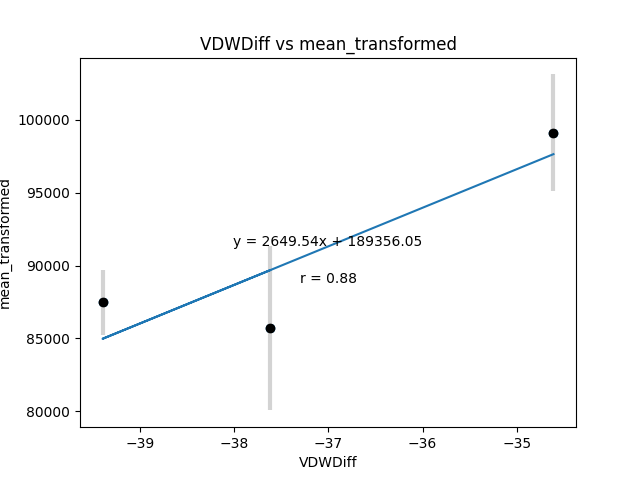 VDWDiff vs mean_transformed
mean_transformed
100000
95000
90000
85000
80000
y = 2649.54x + 189356.05
r = 0.88
−39
−38
−37
−36
−35
VDWDiff